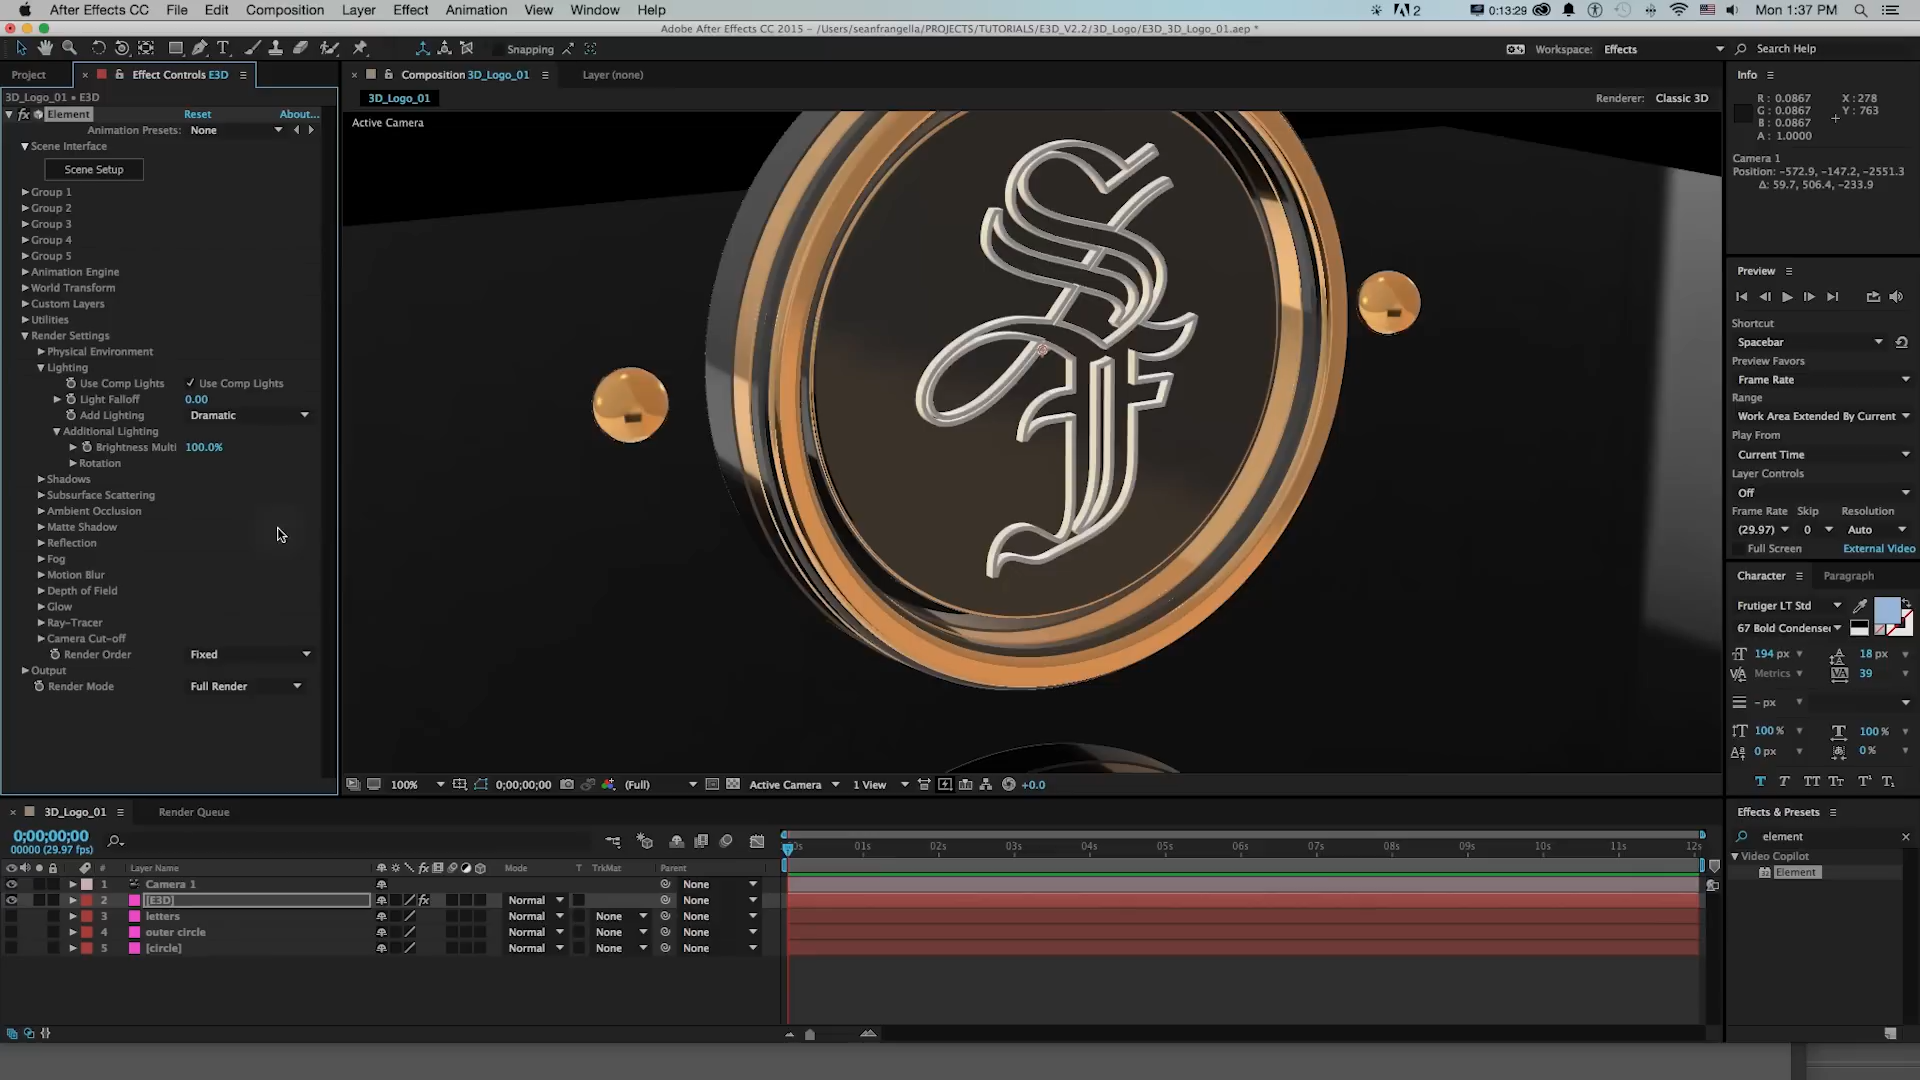 After Effects CC File Edit Composition Layer Effect Animation View Window Help
2 0:13:29 Mon 1:37 PM
Adobe After Effects CC 2015 – /Users/seanfrangella/PROJECTS/TUTORIALS/E3D_V2.2/3D_Logo/E3D_3D_Logo_01.aep *
Snapping Workspace: Effects Search Help
Project Effect Controls E3D Composition 3D_Logo_01 Layer (none)
3D_Logo_01 • E3D
3D_Logo_01 Renderer: Classic 3D
fx Element Reset About...
Animation Presets: None
Scene Interface
Scene Setup
Group 1
Group 2
Group 3
Group 4
Group 5
Animation Engine
World Transform
Custom Layers
Utilities
Render Settings
Physical Environment
Lighting
Use Comp Lights Use Comp Lights
Light Falloff 0.00
Add Lighting Dramatic
Additional Lighting
Brightness Multi 100.0%
Rotation
Shadows
Subsurface Scattering
Ambient Occlusion
Matte Shadow
Reflection
Fog
Motion Blur
Depth of Field
Glow
Ray-Tracer
Camera Cut-off
Render Order Fixed
Output
Render Mode Full Render
Active Camera
S
F
100% 0;00;00;00 (Full) Active Camera 1 View +0.0
Info
R: 0.0867 X: 278
G: 0.0867 Y: 763
B: 0.0867
A: 1.0000
Camera 1
Position: -572.9, -147.2, -2551.3
Δ: 59.7, 506.4, -233.9
Preview
Shortcut
Spacebar
Preview Favors
Frame Rate
Range
Work Area Extended By Current
Play From
Current Time
Layer Controls
Off
Frame Rate Skip Resolution
(29.97) 0 Auto
Full Screen External Video
Character Paragraph
Frutiger LT Std
67 Bold Condense
194 px 18 px
Metrics 39
– px
100% 100%
0 px 0%
T T TT Tт T¹ T₁
3D_Logo_01 Render Queue
0;00;00;00
00000 (29.97 fps)
# Layer Name fx Mode T TrkMat Parent
1 Camera 1 None
2 [E3D] fx Normal None
3 letters Normal None None
4 outer circle Normal None None
5 [circle] Normal None None
01s 02s 03s 04s 05s 06s 07s 08s 09s 10s 11s 12s
Effects & Presets
element
Video Copilot
Element